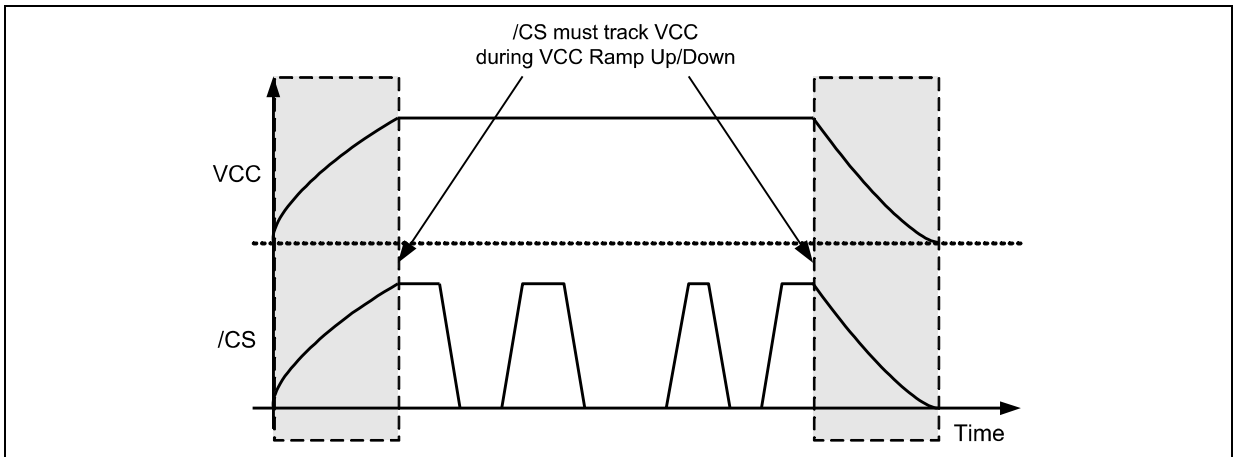 /CS must track VCC
during VCC Ramp Up/Down
VCC
/CS
Time